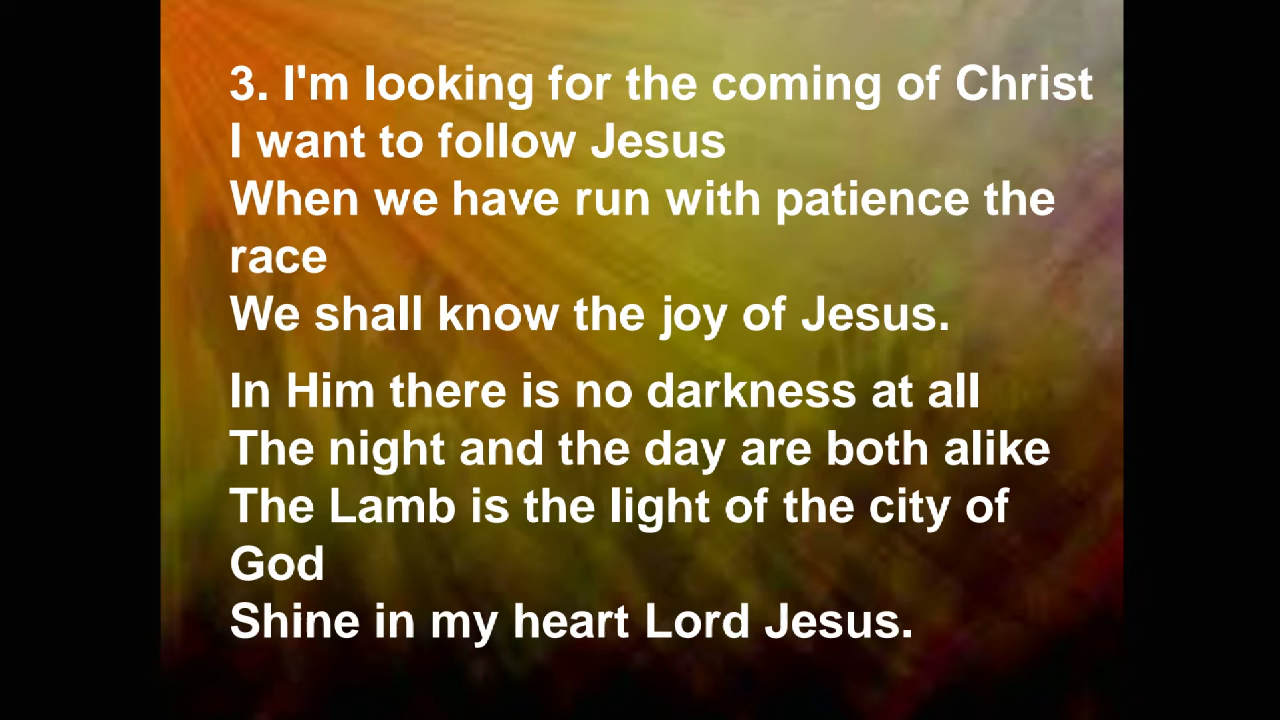 3. I'm looking for the coming of Christ
I want to follow Jesus
When we have run with patience the
race
We shall know the joy of Jesus.
In Him there is no darkness at all
The night and the day are both alike
The Lamb is the light of the city of
God
Shine in my heart Lord Jesus.